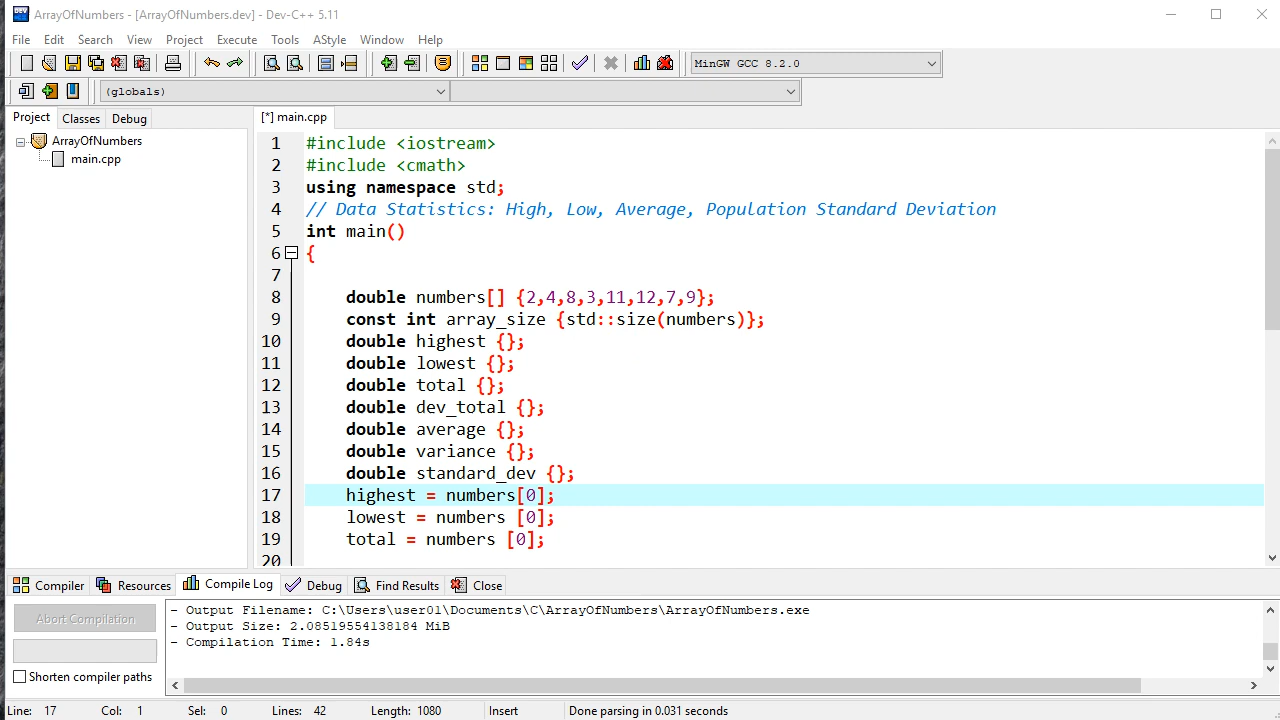 ArrayOfNumbers - [ArrayOfNumbers.dev] - Dev-C++ 5.11
File Edit Search View Project Execute Tools AStyle Window Help
MinGW GCC 8.2.0
(globals)
Project Classes Debug
[*] main.cpp
ArrayOfNumbers
main.cpp
1 #include <iostream>
2 #include <cmath>
3 using namespace std;
4 // Data Statistics: High, Low, Average, Population Standard Deviation
5 int main()
6 {
7
8 double numbers[] {2,4,8,3,11,12,7,9};
9 const int array_size {std::size(numbers)};
10 double highest {};
11 double lowest {};
12 double total {};
13 double dev_total {};
14 double average {};
15 double variance {};
16 double standard_dev {};
17 highest = numbers[0];
18 lowest = numbers [0];
19 total = numbers [0];
20
Compiler Resources Compile Log Debug Find Results Close
Abort Compilation
Shorten compiler paths
- Output Filename: C:\Users\user01\Documents\C\ArrayOfNumbers\ArrayOfNumbers.exe
- Output Size: 2.08519554138184 MiB
- Compilation Time: 1.84s
Line: 17 Col: 1 Sel: 0 Lines: 42 Length: 1080 Insert Done parsing in 0.031 seconds